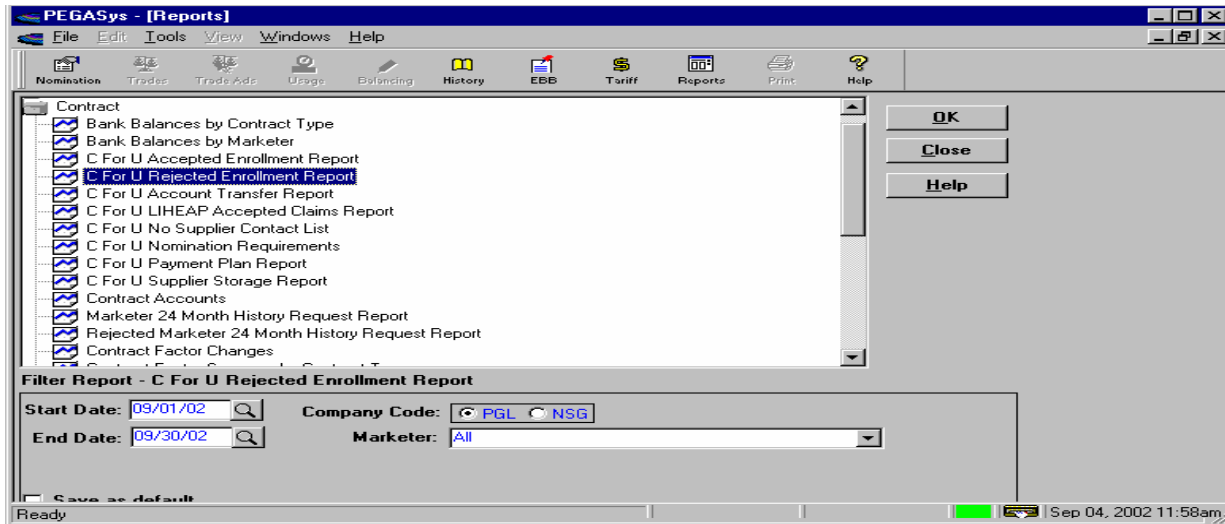 PEGASys - [Reports]
File Edit Tools View Windows Help
Nomination Trades Trade Ads Usage Balancing History EBB Tariff Reports Print Help
Contract
Bank Balances by Contract Type
Bank Balances by Marketer
C For U Accepted Enrollment Report
C For U Rejected Enrollment Report
C For U Account Transfer Report
C For U LIHEAP Accepted Claims Report
C For U No Supplier Contact List
C For U Nomination Requirements
C For U Payment Plan Report
C For U Supplier Storage Report
Contract Accounts
Marketer 24 Month History Request Report
Rejected Marketer 24 Month History Request Report
Contract Factor Changes
OK
Close
Help
Filter Report - C For U Rejected Enrollment Report
Start Date: 09/01/02 Company Code: PGL NSG
End Date: 09/30/02 Marketer: All
Save as default
Ready Sep 04, 2002 11:58am